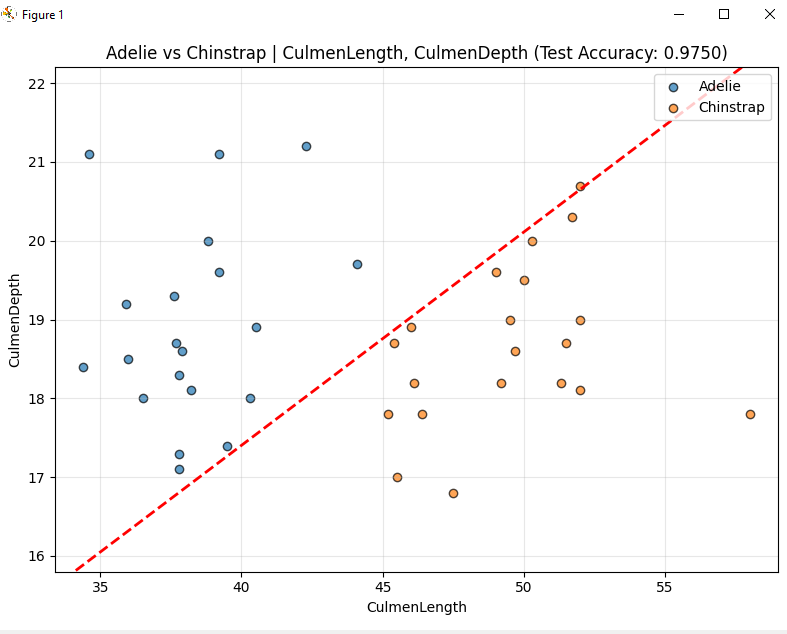 Figure 1
Adelie vs Chinstrap | CulmenLength, CulmenDepth (Test Accuracy: 0.9750)
Adelie
Chinstrap
22
21
20
19
18
17
16
CulmenDepth
35
40
45
50
55
CulmenLength